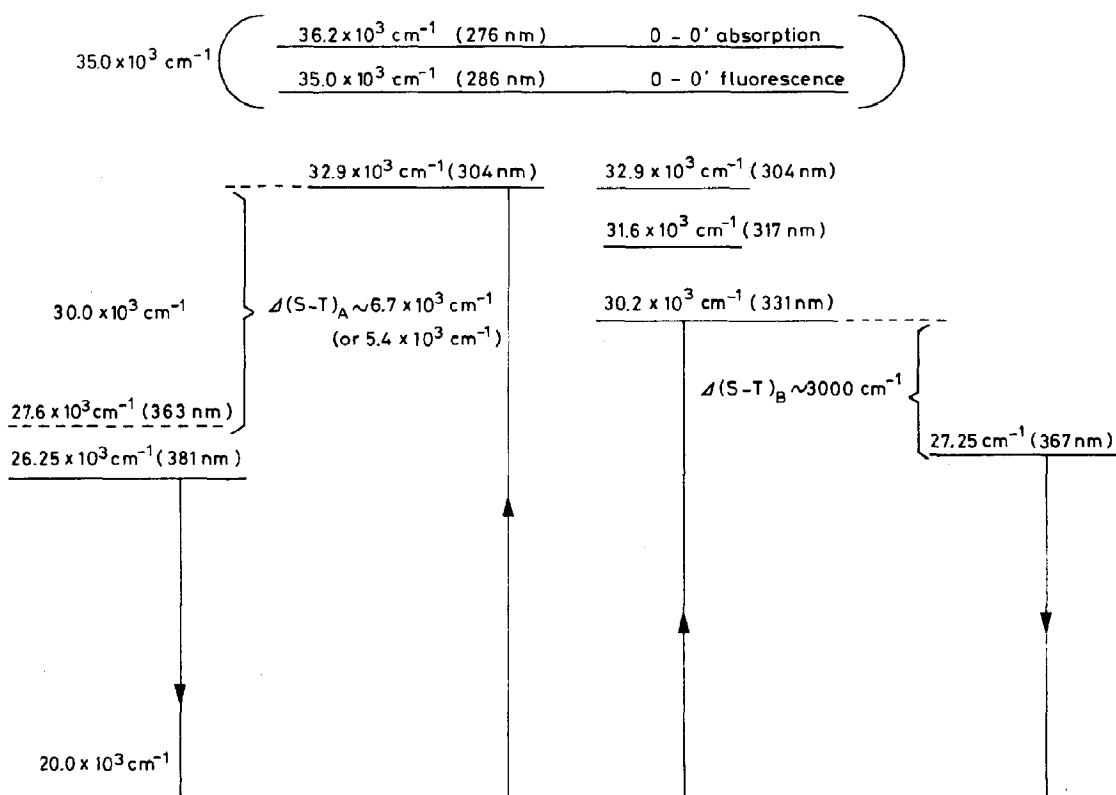 36.2 x 10³ cm⁻¹ (276 nm) 0 – 0' absorption
35.0 x 10³ cm⁻¹
35.0 x 10³ cm⁻¹ (286 nm) 0 – 0' fluorescence
32.9 x 10³ cm⁻¹ (304 nm)
32.9 x 10³ cm⁻¹ (304 nm)
31.6 x 10³ cm⁻¹ (317 nm)
30.0 x 10³ cm⁻¹
Δ(S-T)A ~6.7 x 10³ cm⁻¹
(or 5.4 x 10³ cm⁻¹)
30.2 x 10³ cm⁻¹ (331 nm)
Δ(S-T)B ~3000 cm⁻¹
27.6 x 10³ cm⁻¹ (363 nm)
26.25 x 10³ cm⁻¹ (381 nm)
27.25 cm⁻¹ (367 nm)
20.0 x 10³ cm⁻¹